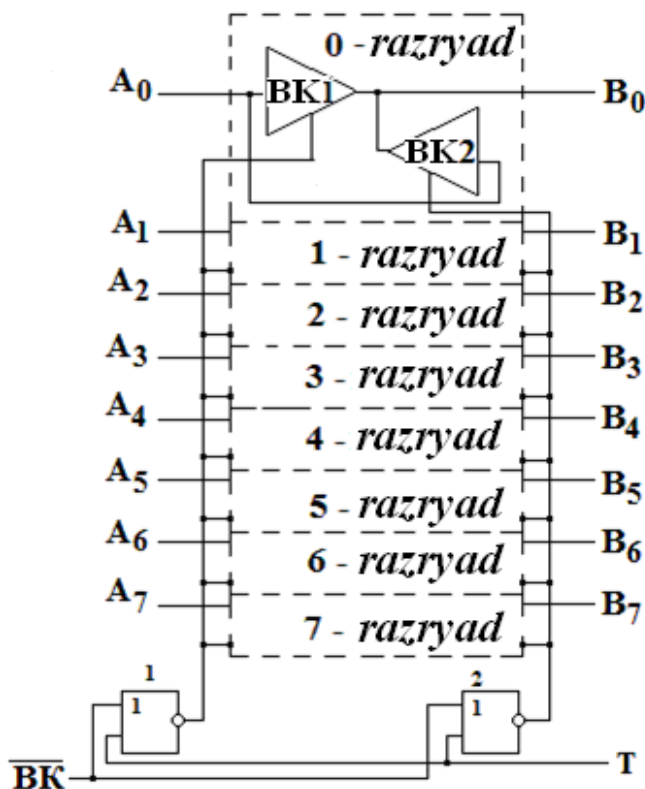 0 - razryad
A0 BK1 B0
BK2
A1 B1
1 - razryad
A2 B2
2 - razryad
A3 B3
3 - razryad
A4 B4
4 - razryad
A5 B5
5 - razryad
A6 B6
6 - razryad
A7 B7
7 - razryad
1 2
1 1
B̅K̅ T